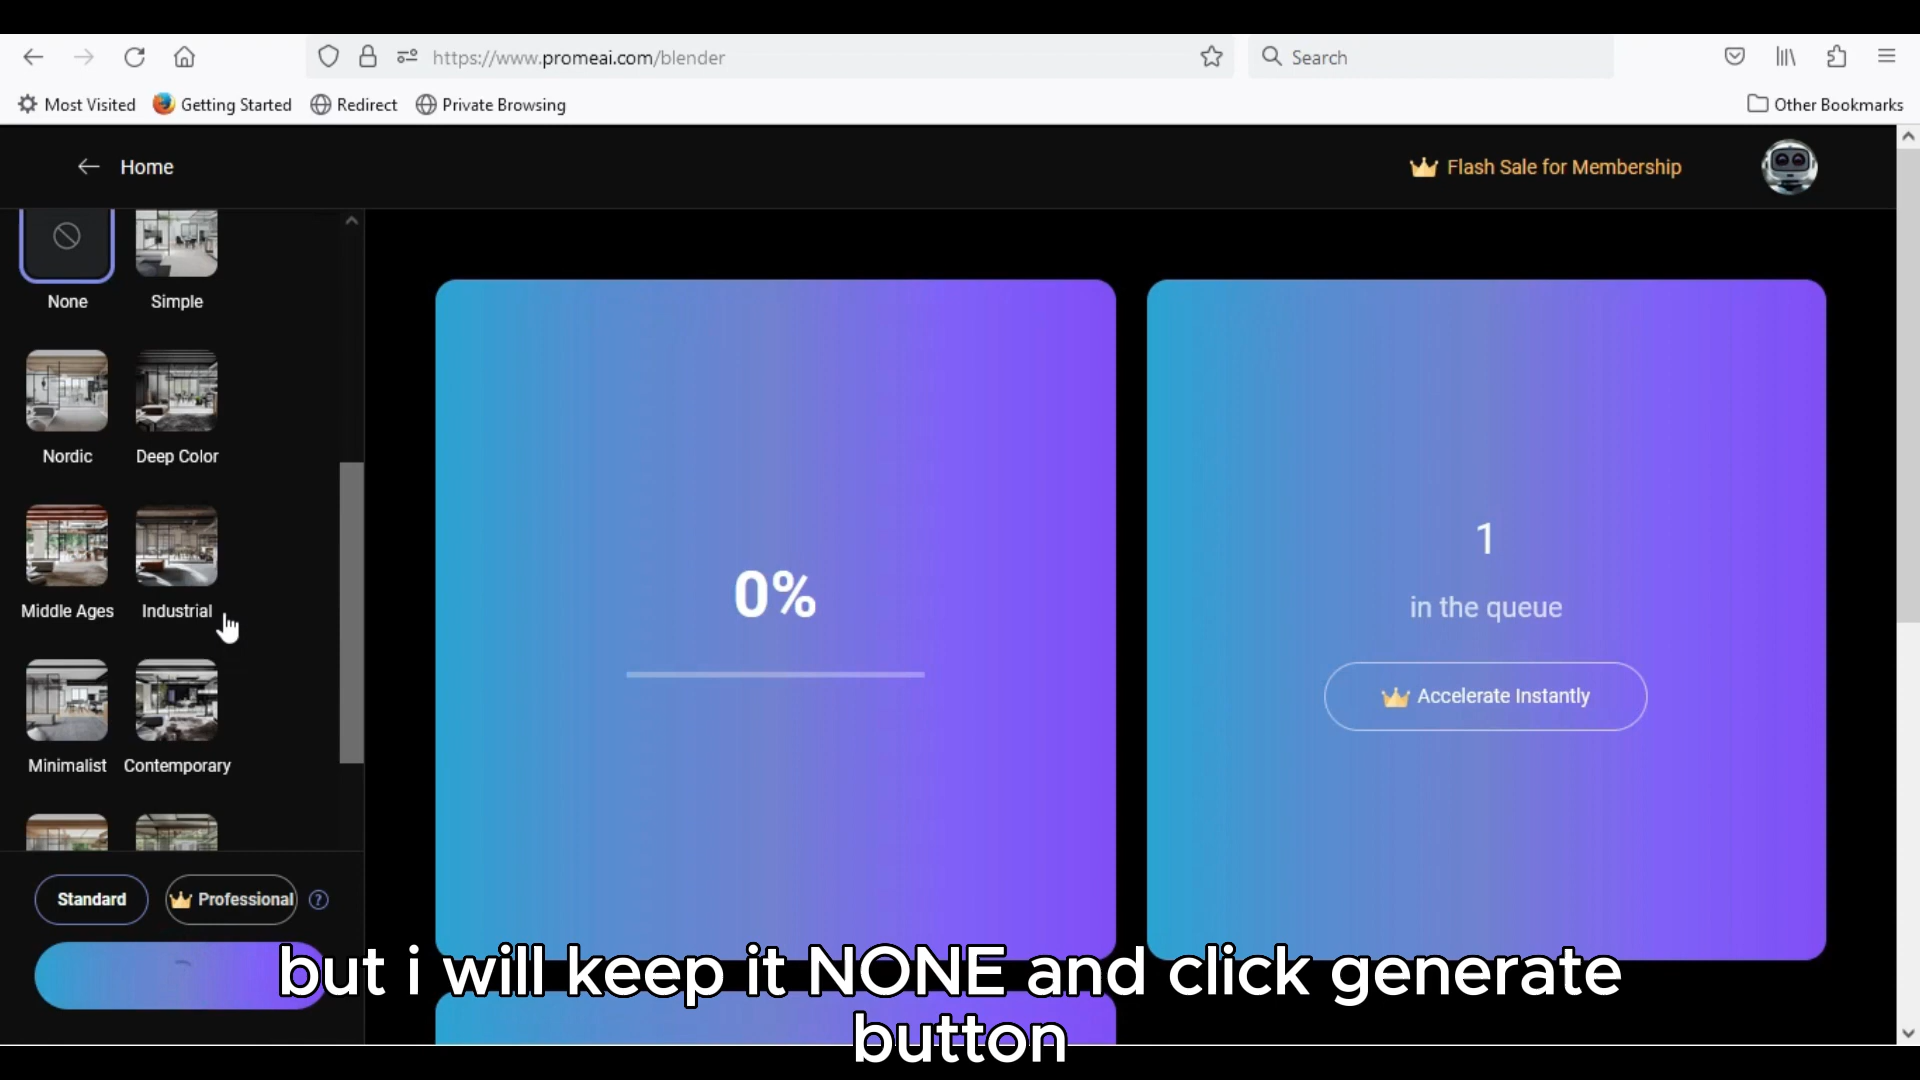 https://www.promeai.com/blender
Search
Most Visited
Getting Started
Redirect
Private Browsing
Other Bookmarks
Home
Flash Sale for Membership
None
Simple
Nordic
Deep Color
Middle Ages
Industrial
Minimalist
Contemporary
0%
1
in the queue
Accelerate Instantly
Standard
Professional
?
but i will keep it NONE and click generate
button